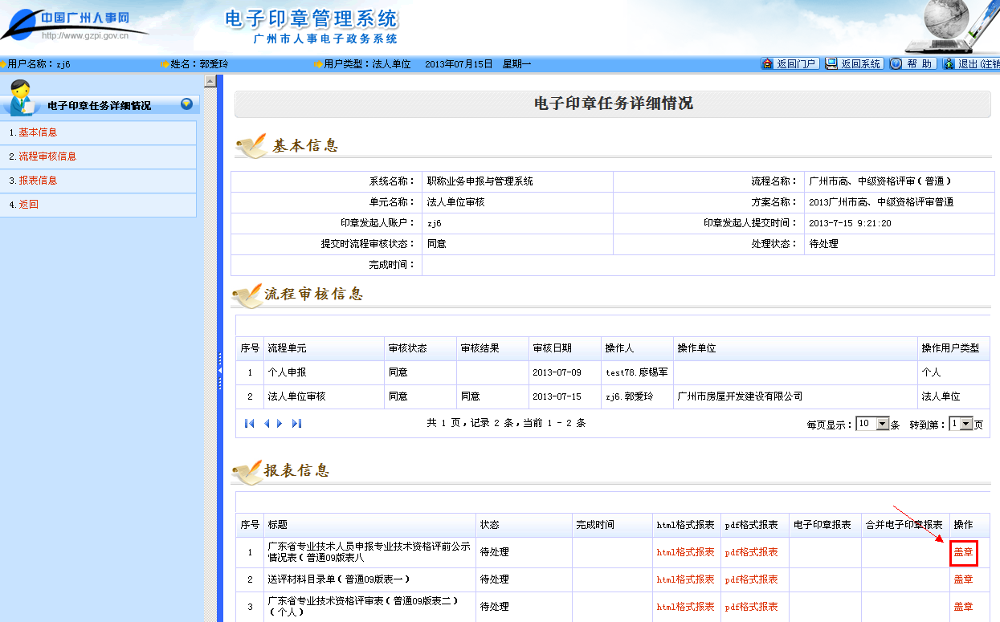 中国广州人事网
http://www.gzpi.gov.cn
电子印章管理系统
广州市人事电子政务系统
用户名称：zj6 姓名：郭爱玲 用户类型：法人单位 2013年07月15日 星期一 返回门户 返回系统 帮 助 退出(注销
电子印章任务详细情况
1.基本信息
2.流程审核信息
3.报表信息
4.返回
电子印章任务详细情况
基本信息
系统名称： 职称业务申报与管理系统 流程名称： 广州市高、中级资格评审（普通）
单元名称： 法人单位审核 方案名称： 2013广州市高、中级资格评审普通
印章发起人账户： zj6 印章发起人提交时间： 2013-7-15 9:21:20
提交时流程审核状态： 同意 处理状态： 待处理
完成时间：
流程审核信息
序号 流程单元 审核状态 审核结果 审核日期 操作人 操作单位 操作用户类型
1 个人申报 同意 2013-07-09 test78.廖锡军 个人
2 法人单位审核 同意 同意 2013-07-15 zj6.郭爱玲 广州市房屋开发建设有限公司 法人单位
共 1 页,记录 2 条,当前 1 - 2 条 每页显示：10 条 转到第：1 页
报表信息
序号 标题 状态 完成时间 html格式报表 pdf格式报表 电子印章报表 合并电子印章报表 操作
1 广东省专业技术人员申报专业技术资格评前公示 待处理 html格式报表 pdf格式报表 盖章
情况表（普通09版表八
2 送评材料目录单（普通09版表一） 待处理 html格式报表 pdf格式报表 盖章
3 广东省专业技术资格评审表（普通09版表二） 待处理 html格式报表 pdf格式报表 盖章
（个人）